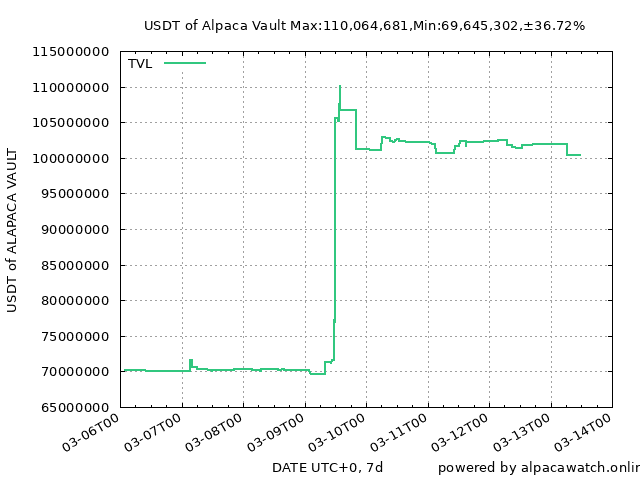 USDT of Alpaca Vault Max:110,064,681,Min:69,645,302,±36.72%
115000000
TVL
110000000
105000000
100000000
95000000
90000000
85000000
80000000
75000000
70000000
65000000
USDT of ALAPACA VAULT
03-06T00
03-07T00
03-08T00
03-09T00
03-10T00
03-11T00
03-12T00
03-13T00
03-14T00
DATE UTC+0, 7d
powered by alpacawatch.onlin